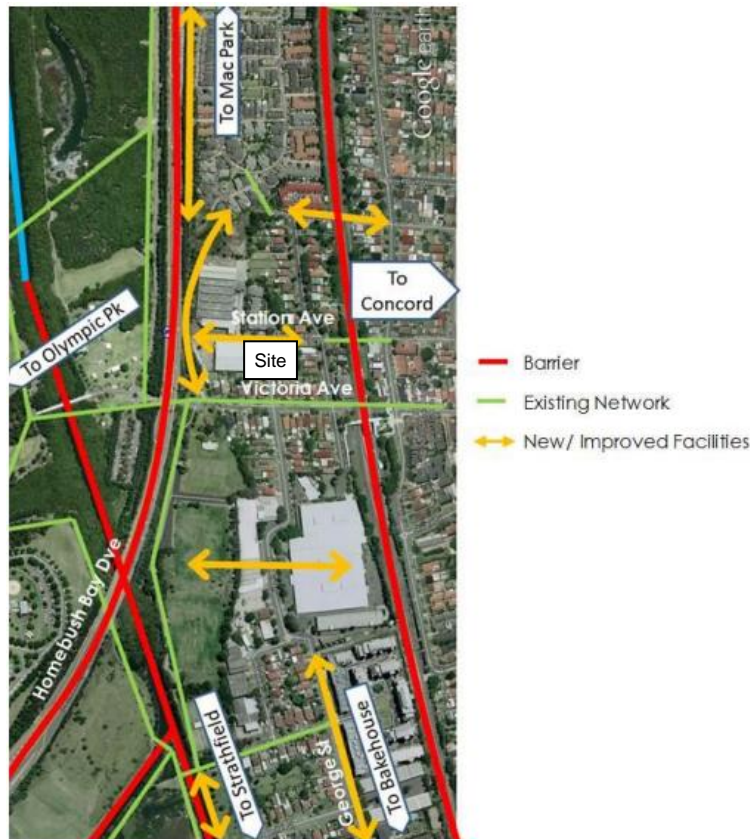 To Mac Park
Google earth
To
Concord
To Olympic Pk
Station Ave
Site
Victoria Ave
Barrier
Existing Network
New/ Improved Facilities
Homebush Bay Dve
To Strathfield
George St
To Bakehouse